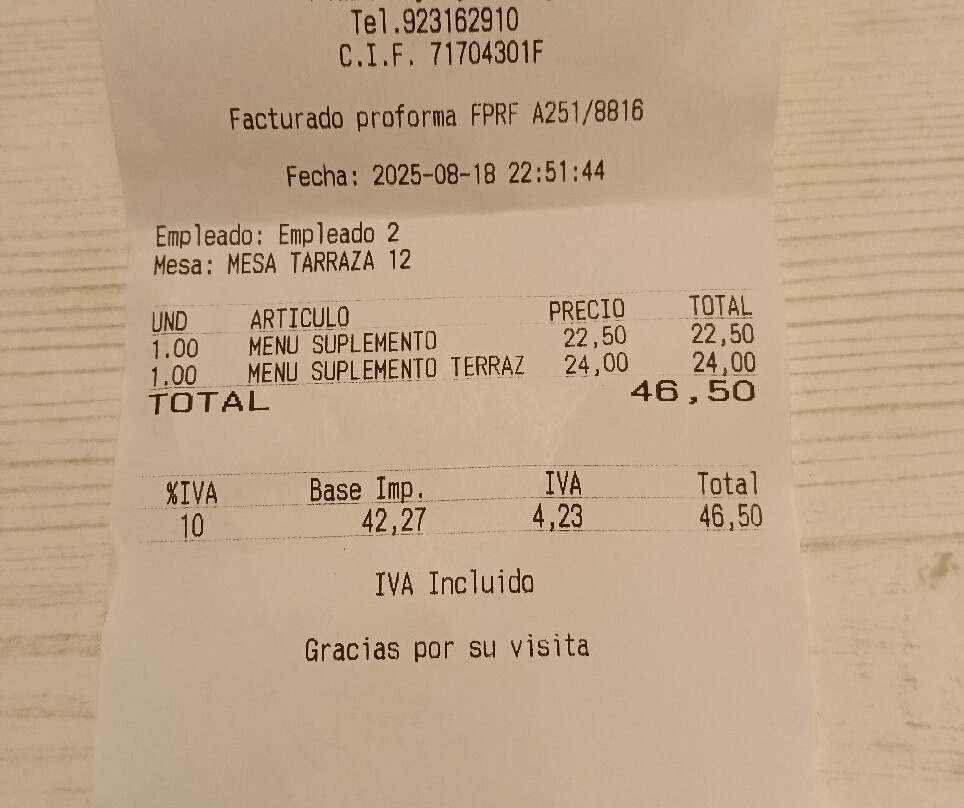 Tel.923162910
C.I.F. 71704301F
Facturado proforma FPRF A251/8816
Fecha: 2025-08-18 22:51:44
Empleado: Empleado 2
Mesa: MESA TARRAZA 12
UND ARTICULO PRECIO TOTAL
1.00 MENU SUPLEMENTO 22,50 22,50
1.00 MENU SUPLEMENTO TERRAZ 24,00 24,00
TOTAL 46,50
%IVA Base Imp. IVA Total
10 42,27 4,23 46,50
IVA Incluido
Gracias por su visita